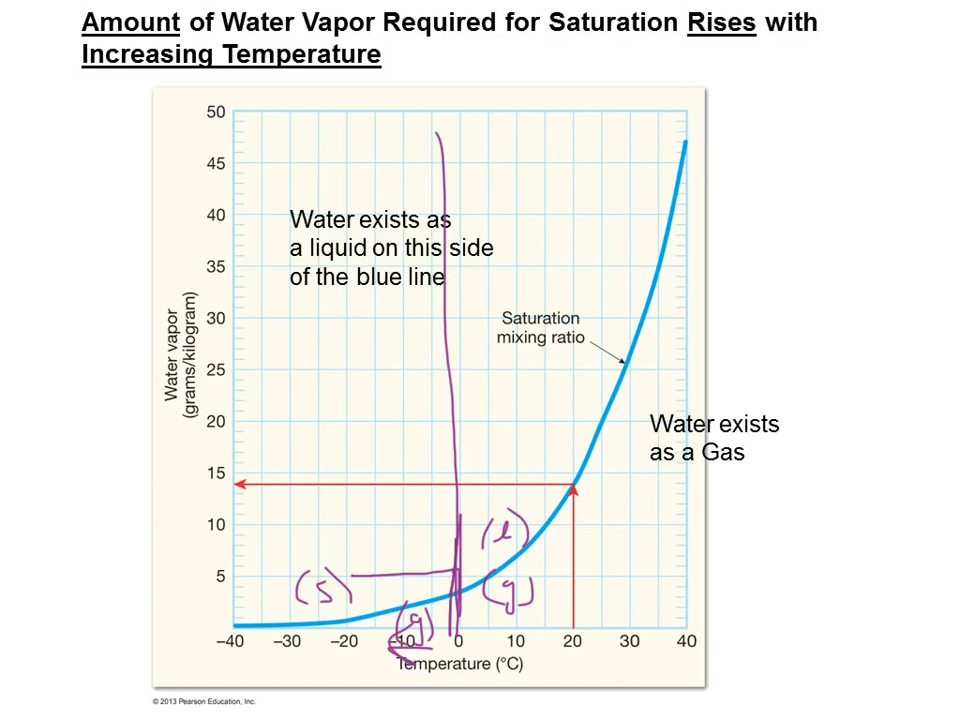 Amount of Water Vapor Required for Saturation Rises with
Increasing Temperature
50
45
40
35
30
25
20
15
10
5
Water vapor
(grams/kilogram)
Water exists as
a liquid on this side
of the blue line
Saturation
mixing ratio
Water exists
as a Gas
(l)
(s)
(g)
(g)
-40 -30 -20 -10 0 10 20 30 40
Temperature (°C)
© 2013 Pearson Education, Inc.